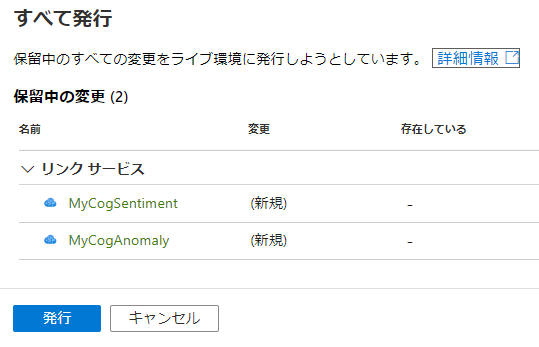 すべて発行
保留中のすべての変更をライブ環境に発行しようとしています。 詳細情報
保留中の変更 (2)
名前 変更 存在している
リンク サービス
MyCogSentiment (新規) -
MyCogAnomaly (新規) -
発行 キャンセル